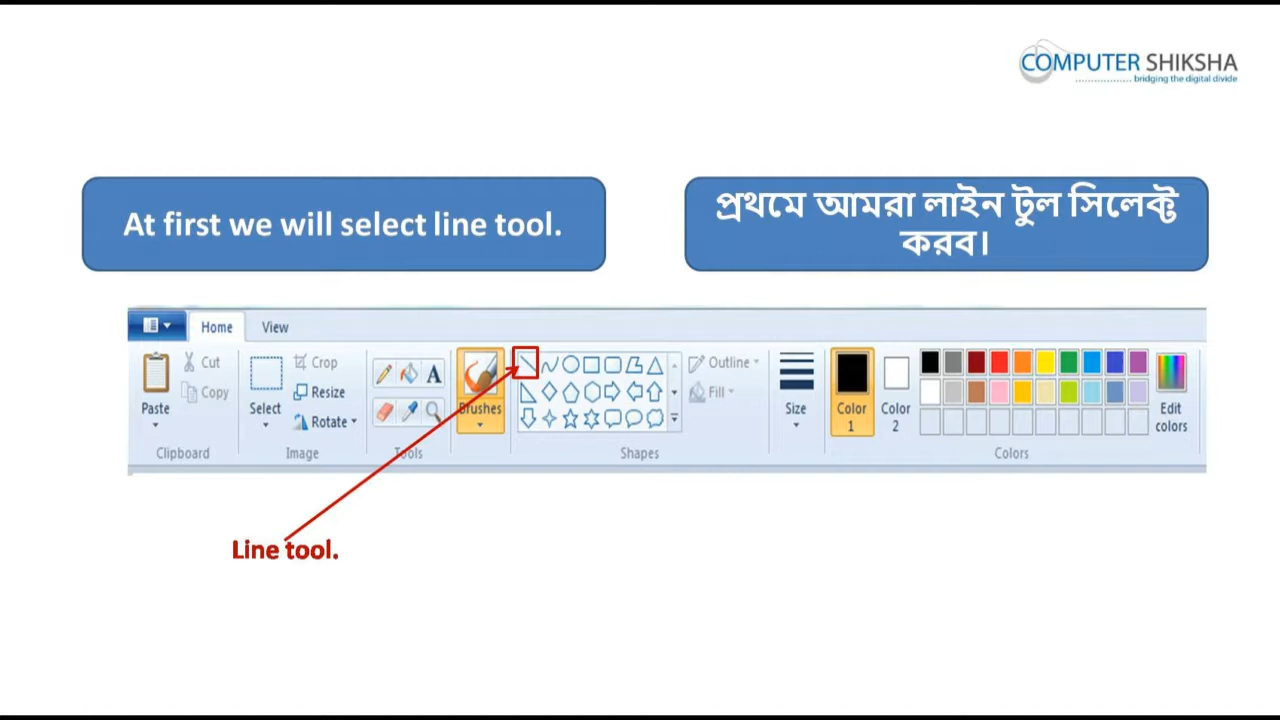 COMPUTER SHIKSHA
bridging the digital divide
At first we will select line tool.
প্রথমে আমরা লাইন টুল সিলেক্ট
করব।
Home View
Cut
Copy
Paste
Clipboard
Select
Crop
Resize
Rotate
Image
A
Tools
Brushes
Shapes
Outline
Fill
Size
Color
1
Color
2
Colors
Edit
colors
Line tool.